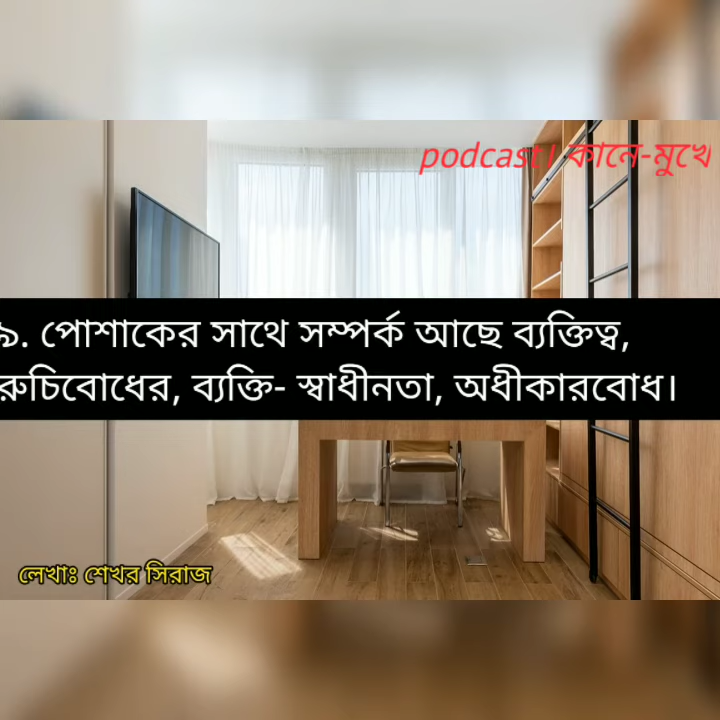 podcast। কানে-মুখে
৯. পোশাকের সাথে সম্পর্ক আছে ব্যক্তিত্ব,
রুচিবোধের, ব্যক্তি- স্বাধীনতা, অধীকারবোধ।
লেখাঃ শেখর সিরাজ